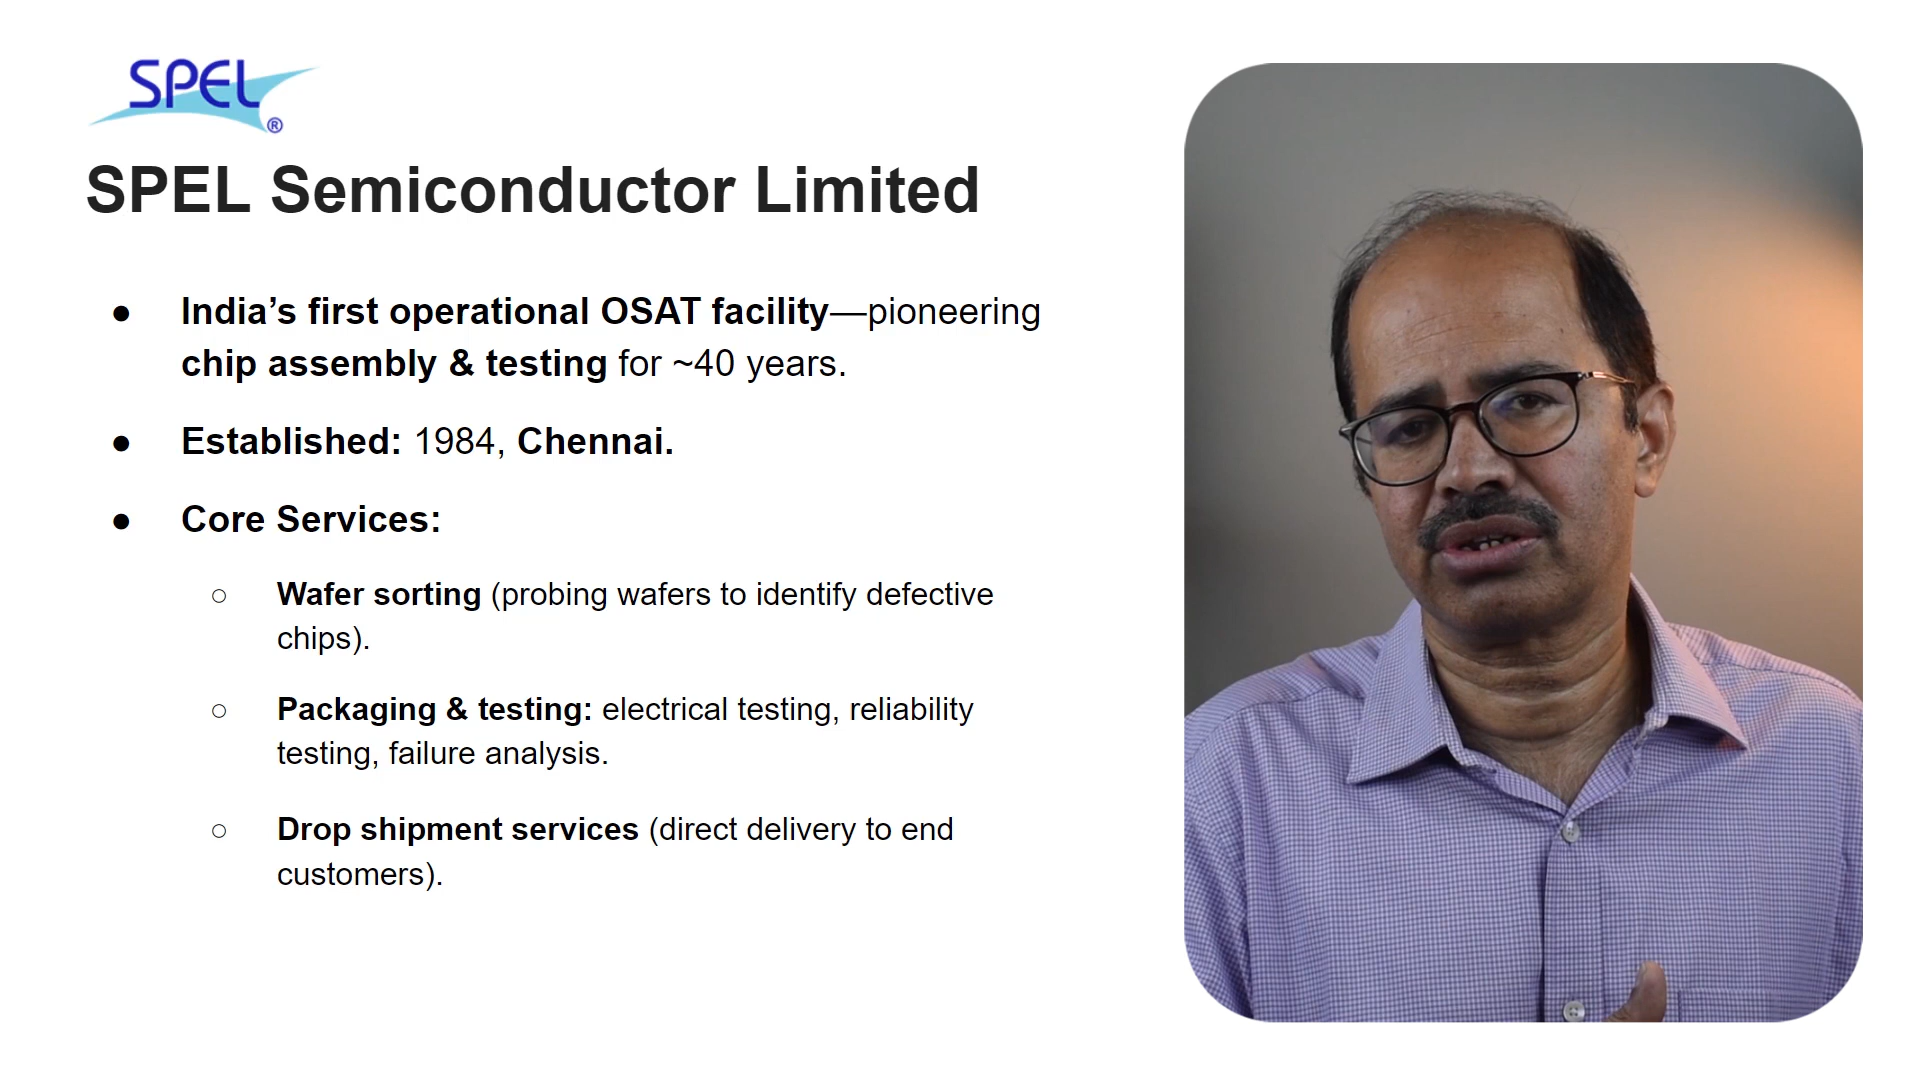 SPEL
®
SPEL Semiconductor Limited
● India’s first operational OSAT facility—pioneering
chip assembly & testing for ~40 years.
● Established: 1984, Chennai.
● Core Services:
○ Wafer sorting (probing wafers to identify defective
chips).
○ Packaging & testing: electrical testing, reliability
testing, failure analysis.
○ Drop shipment services (direct delivery to end
customers).